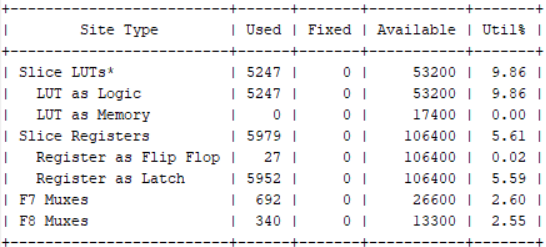 | Site Type | Used | Fixed | Available | Util% |
| Slice LUTs* | 5247 | 0 | 53200 | 9.86 |
| LUT as Logic | 5247 | 0 | 53200 | 9.86 |
| LUT as Memory | 0 | 0 | 17400 | 0.00 |
| Slice Registers | 5979 | 0 | 106400 | 5.61 |
| Register as Flip Flop | 27 | 0 | 106400 | 0.02 |
| Register as Latch | 5952 | 0 | 106400 | 5.59 |
| F7 Muxes | 692 | 0 | 26600 | 2.60 |
| F8 Muxes | 340 | 0 | 13300 | 2.55 |